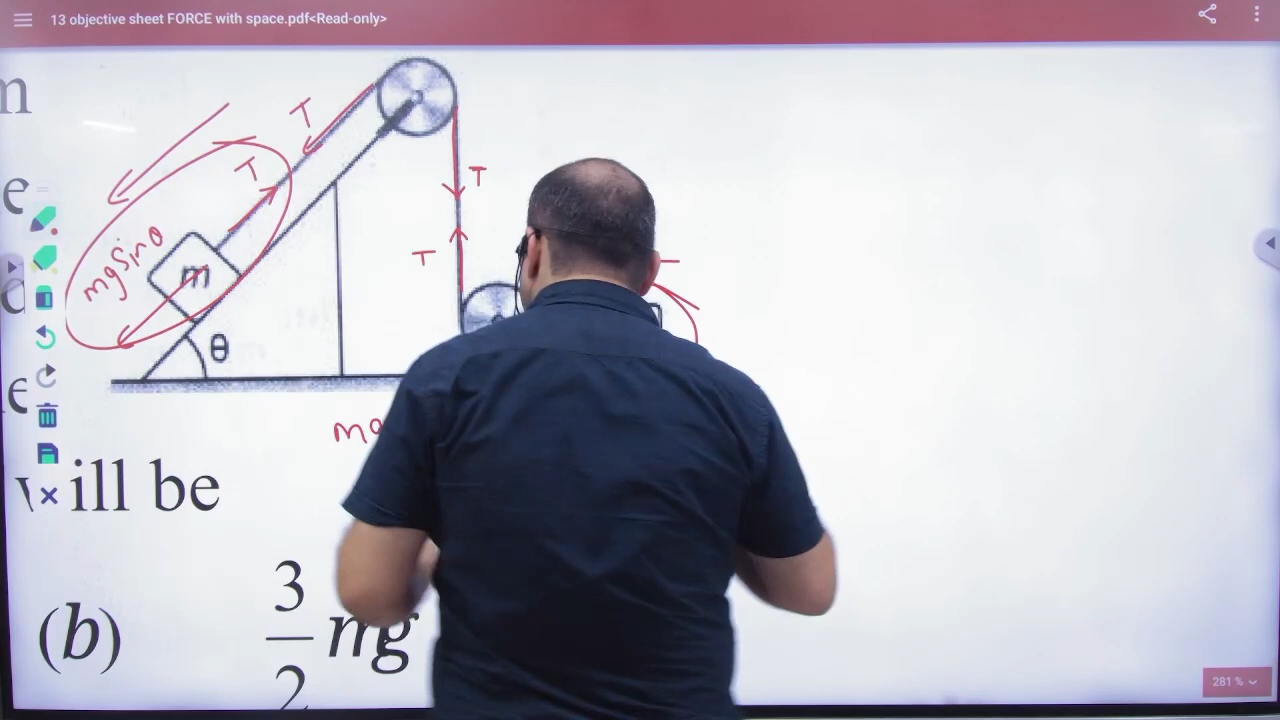 13 objective sheet FORCE with space.pdf<Read-only>
m
T
T
T
mgsinθ
m
T
θ
mg
will be
(b) 3/2 mg
281 %